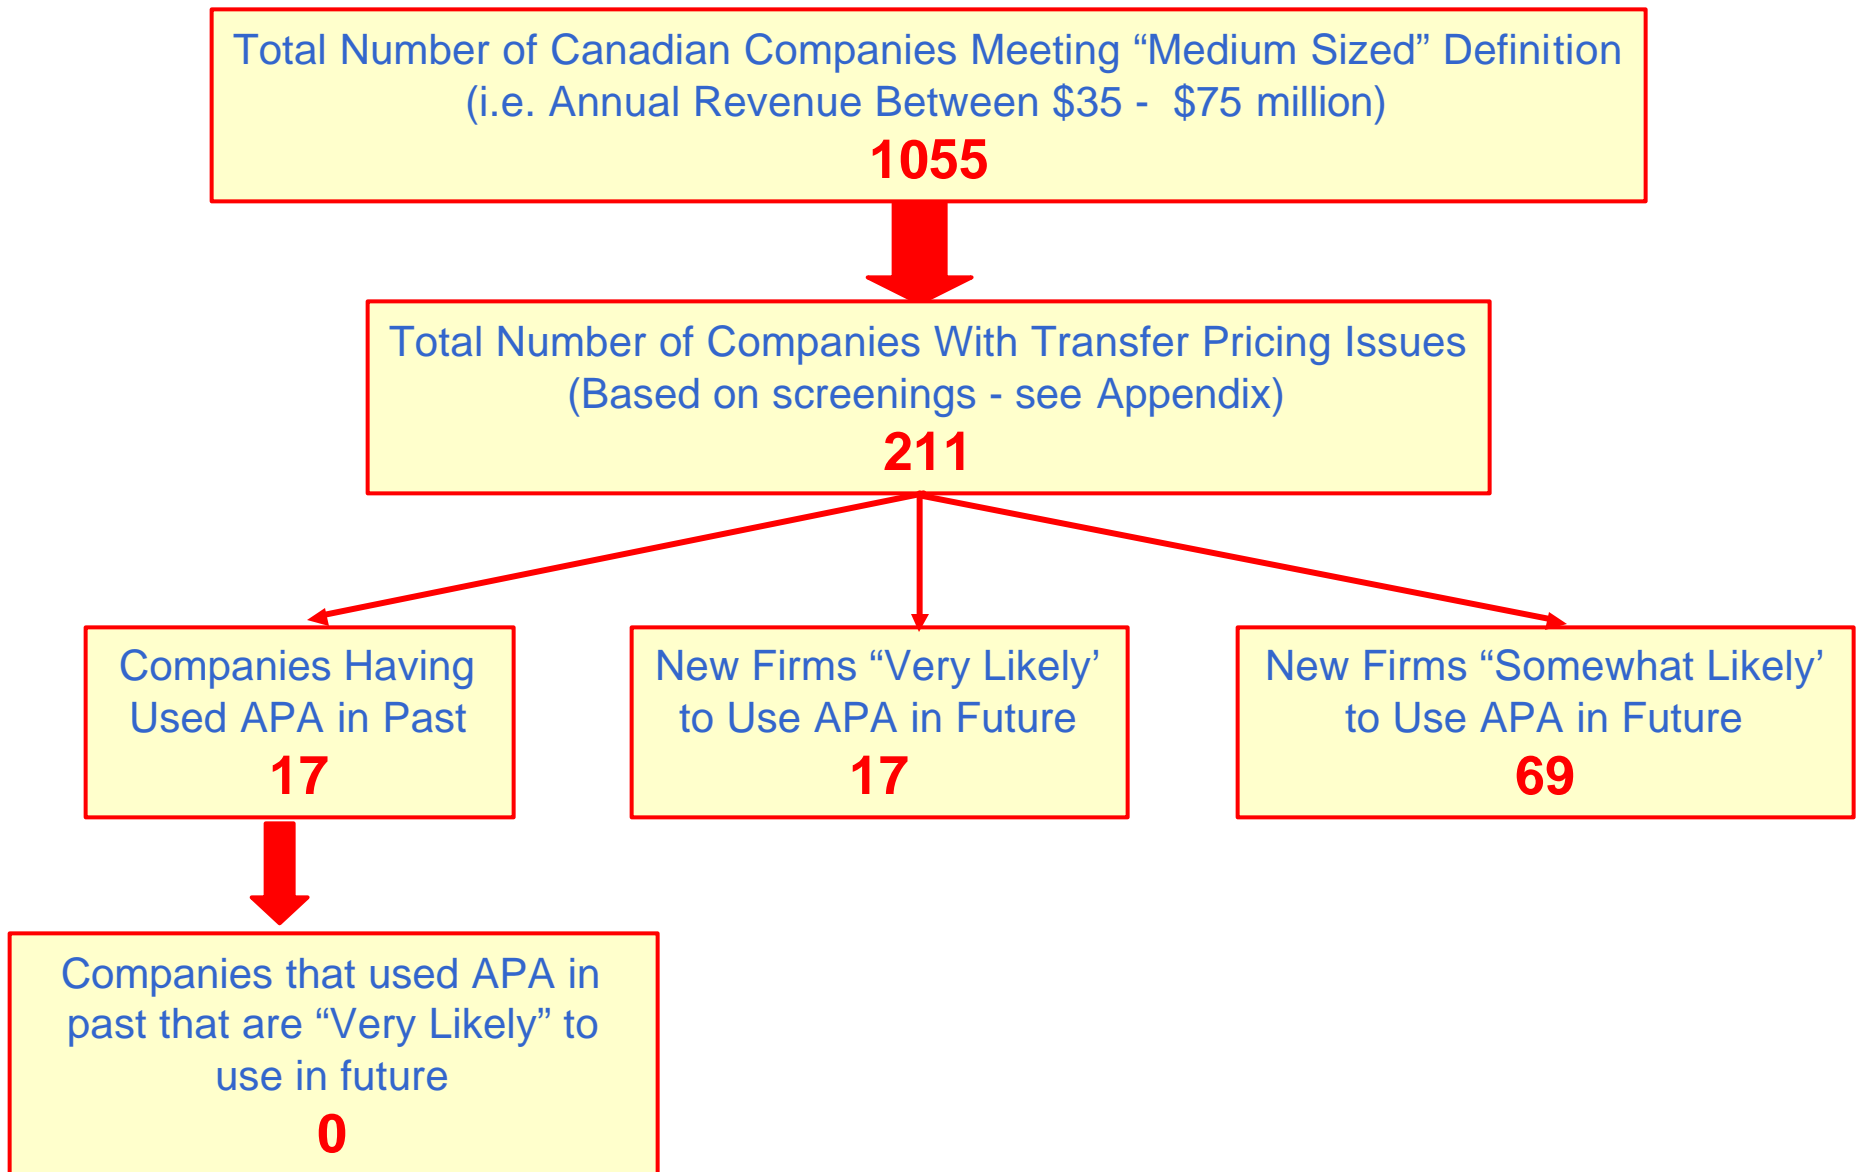 Total Number of Canadian Companies Meeting “Medium Sized” Definition
(i.e. Annual Revenue Between $35 - $75 million)
1055
Total Number of Companies With Transfer Pricing Issues
(Based on screenings - see Appendix)
211
Companies Having
Used APA in Past
17
New Firms “Very Likely’
to Use APA in Future
17
New Firms “Somewhat Likely’
to Use APA in Future
69
Companies that used APA in
past that are “Very Likely” to
use in future
0